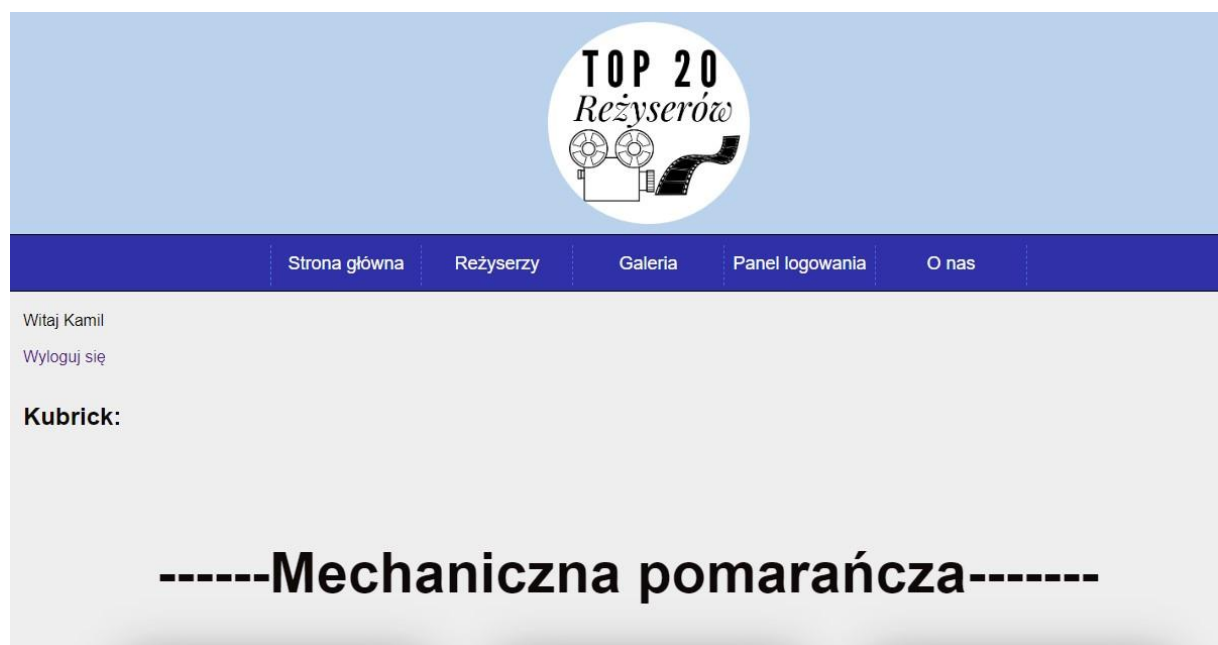 TOP 20
Reżyserów
Strona główna Reżyserzy Galeria Panel logowania O nas
Witaj Kamil
Wyloguj się
Kubrick:
------Mechaniczna pomarańcza-------